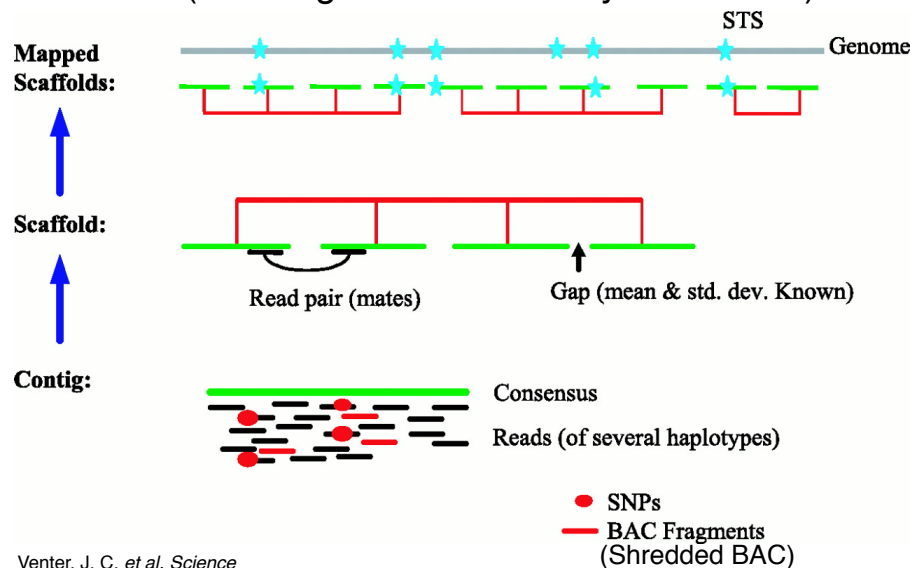 STS
Mapped
Scaffolds:
Genome
Scaffold:
Read pair (mates)
Gap (mean & std. dev. Known)
Contig:
Consensus
Reads (of several haplotypes)
SNPs
BAC Fragments
(Shredded BAC)
Venter, J. C. et al. Science